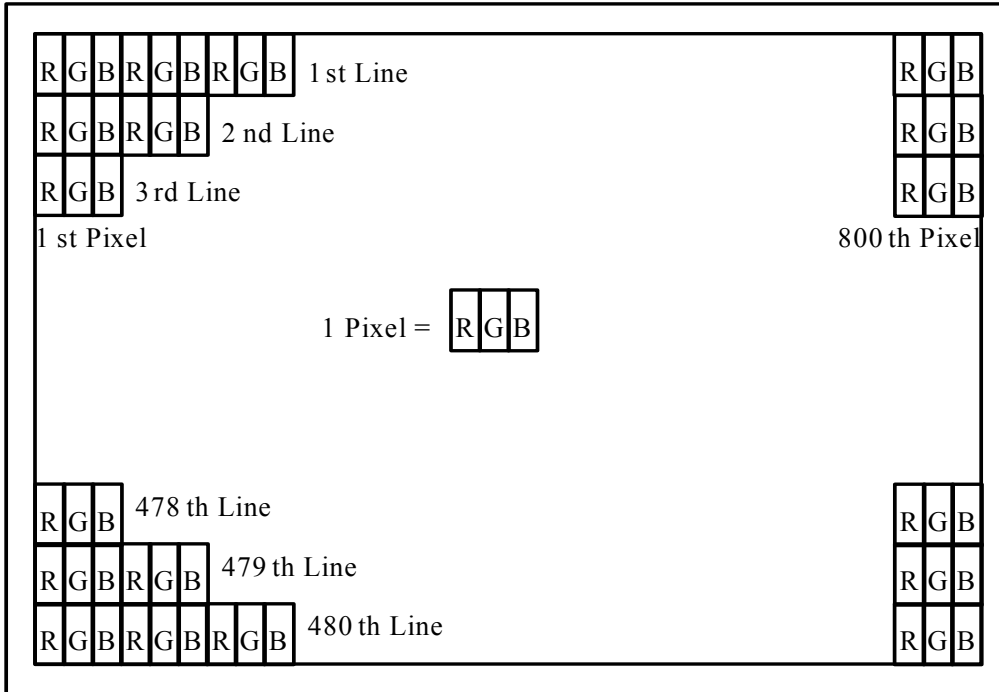 R G B R G B R G B 1 st Line R G B
R G B R G B 2 nd Line R G B
R G B 3 rd Line R G B
1 st Pixel 800 th Pixel
1 Pixel = R G B
R G B 478 th Line R G B
R G B R G B 479 th Line R G B
R G B R G B R G B 480 th Line R G B